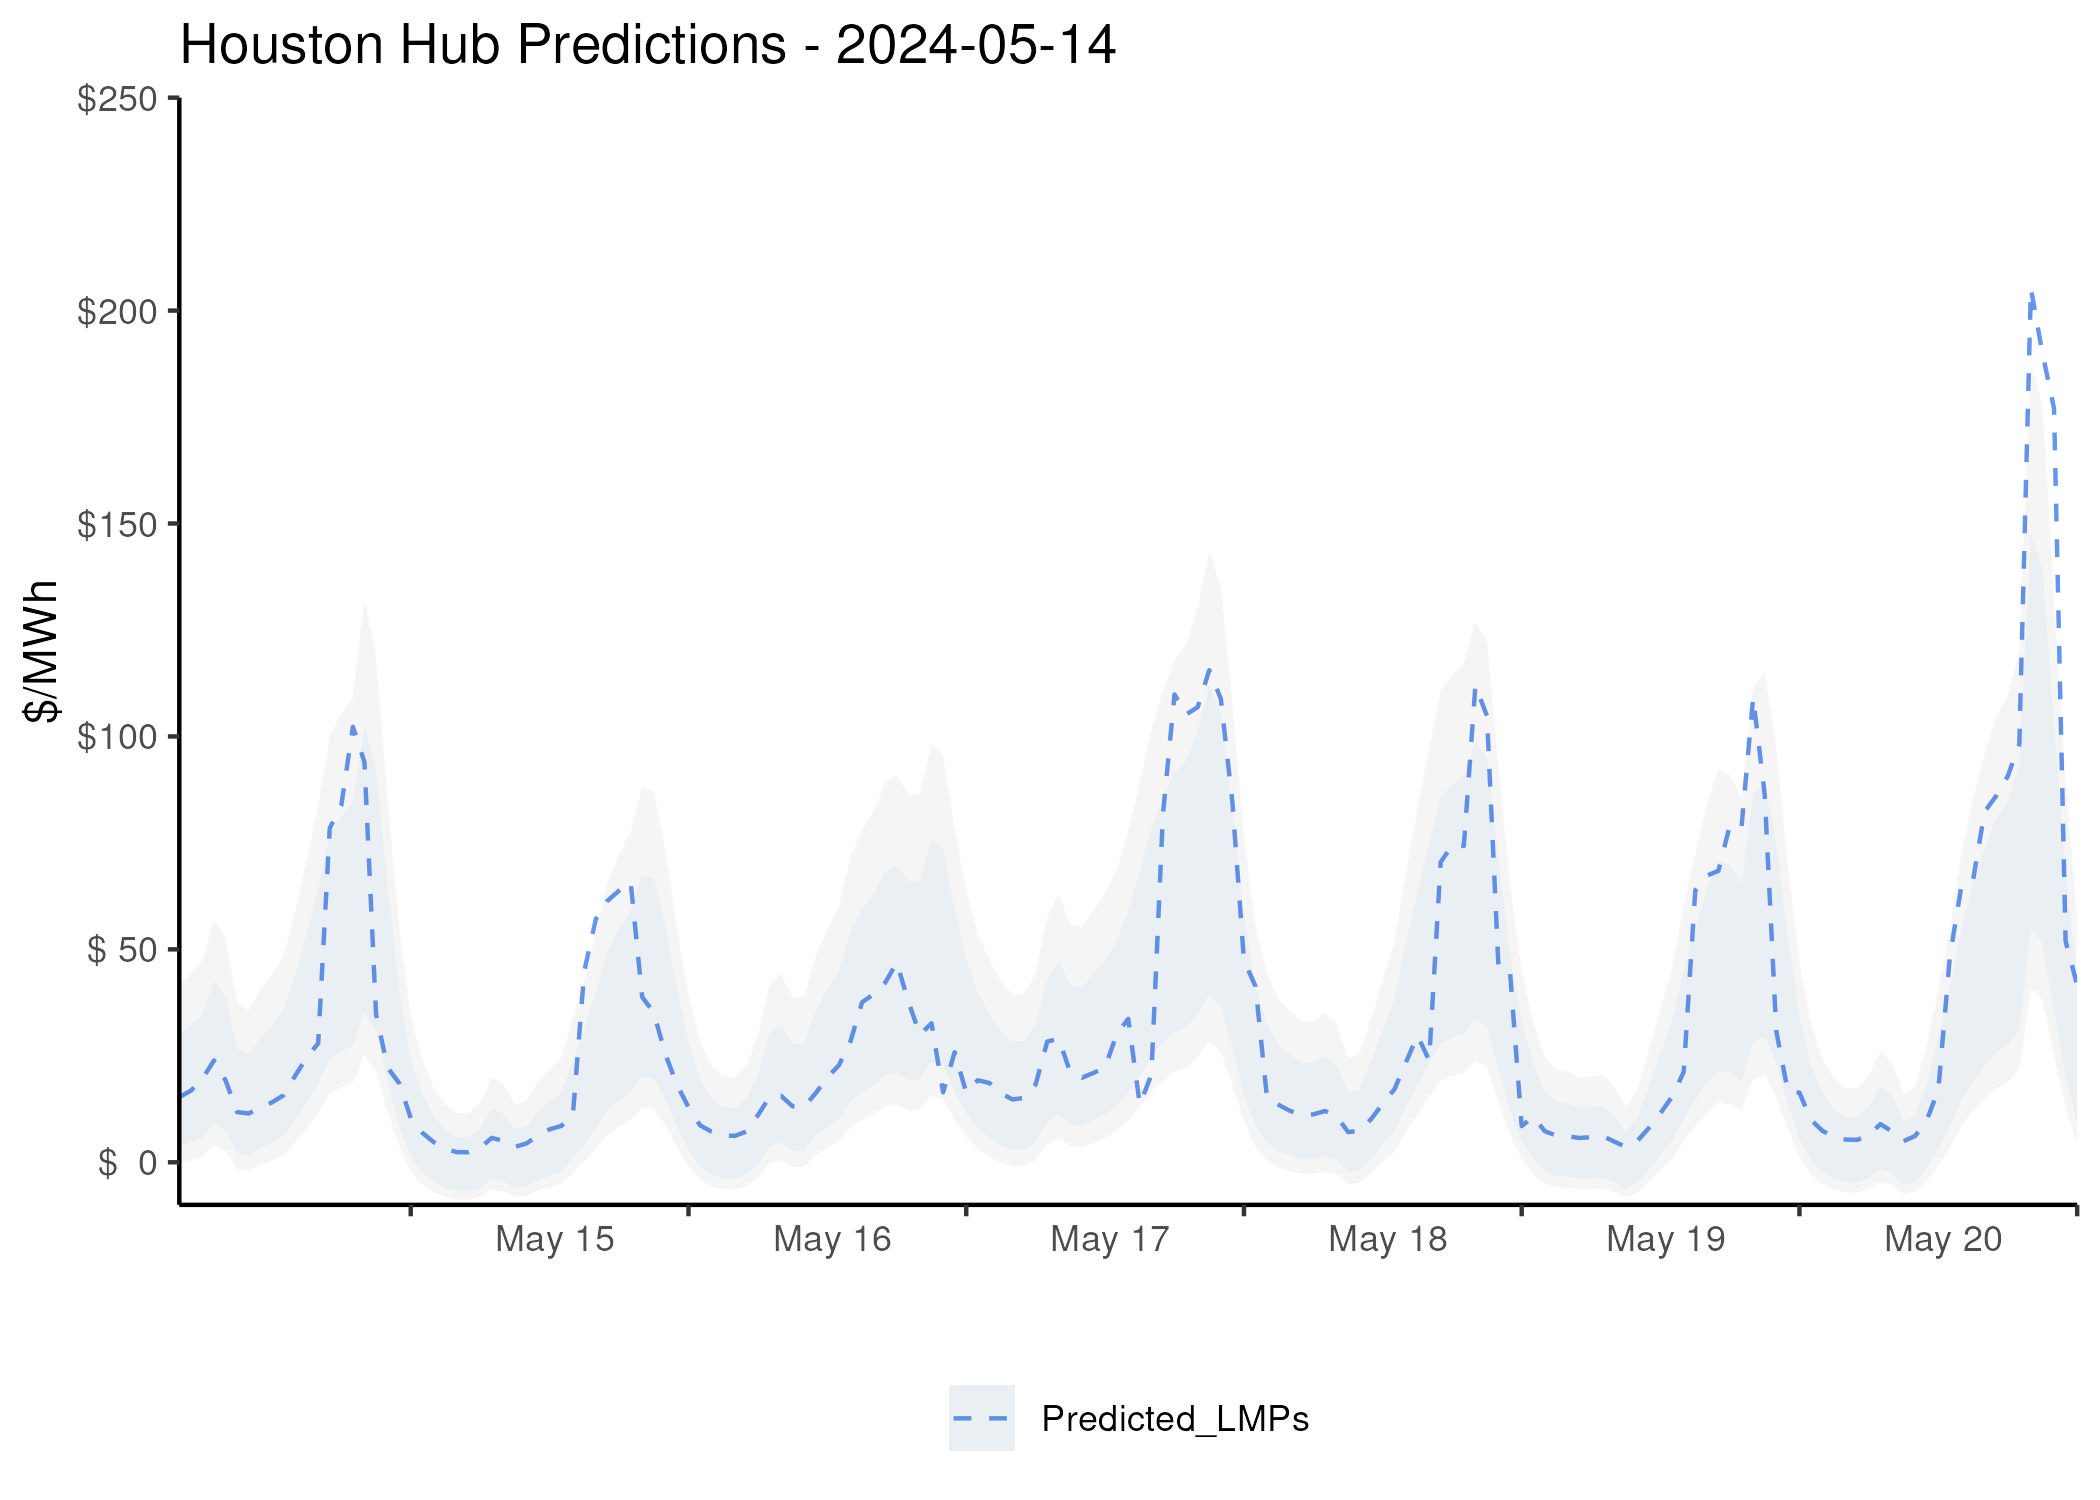 Houston Hub Predictions - 2024-05-14
$250
$200
$150
$100
$ 50
$  0
$/MWh
May 15
May 16
May 17
May 18
May 19
May 20
Predicted_LMPs